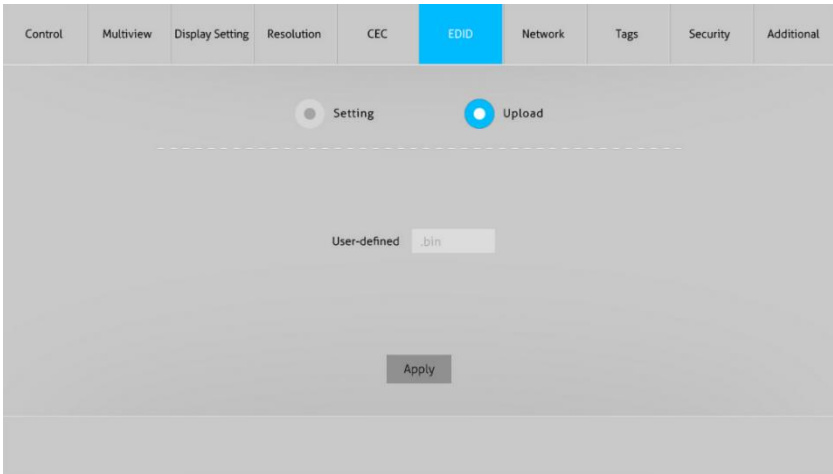 Control Multiview Display Setting Resolution CEC EDID Network Tags Security Additional
Setting Upload
User-defined .bin
Apply